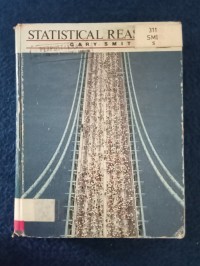 STATISTICAL REAS
GARY SMIT
311
SMI